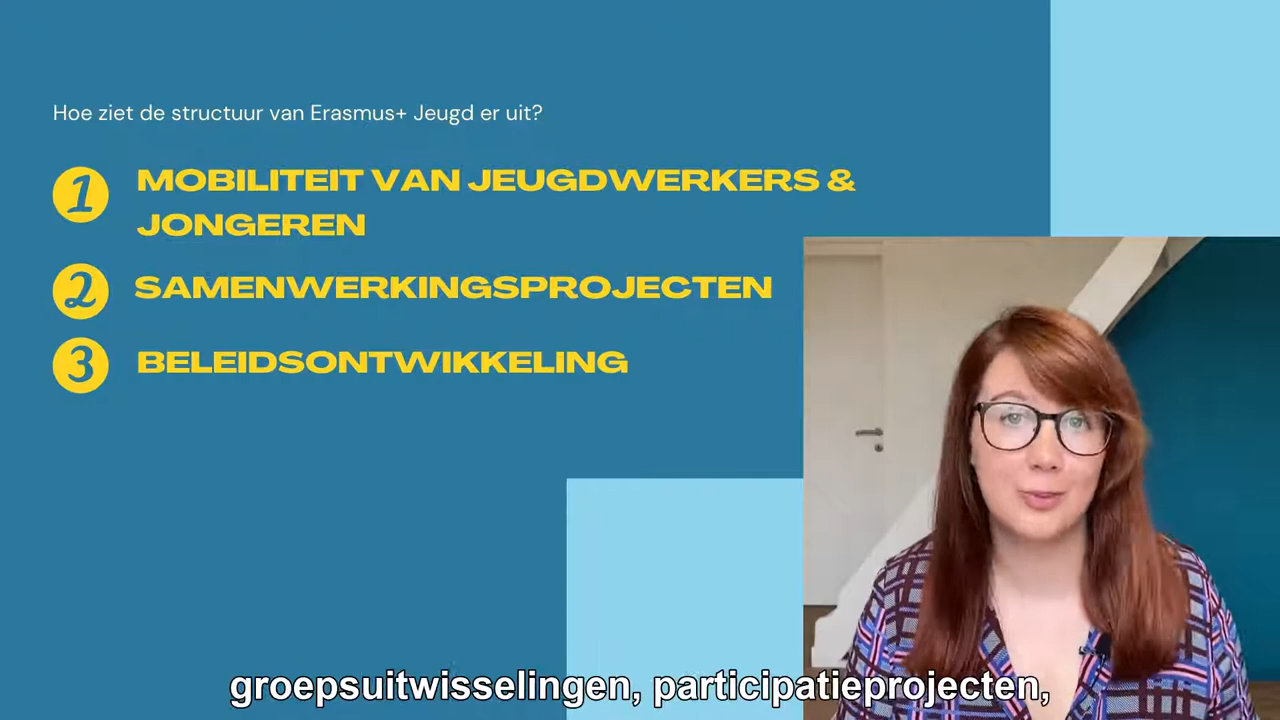 Hoe ziet de structuur van Erasmus+ Jeugd er uit?
1 MOBILITEIT VAN JEUGDWERKERS &
JONGEREN
2 SAMENWERKINGSPROJECTEN
3 BELEIDSONTWIKKELING
groepsuitwisselingen, participatieprojecten,